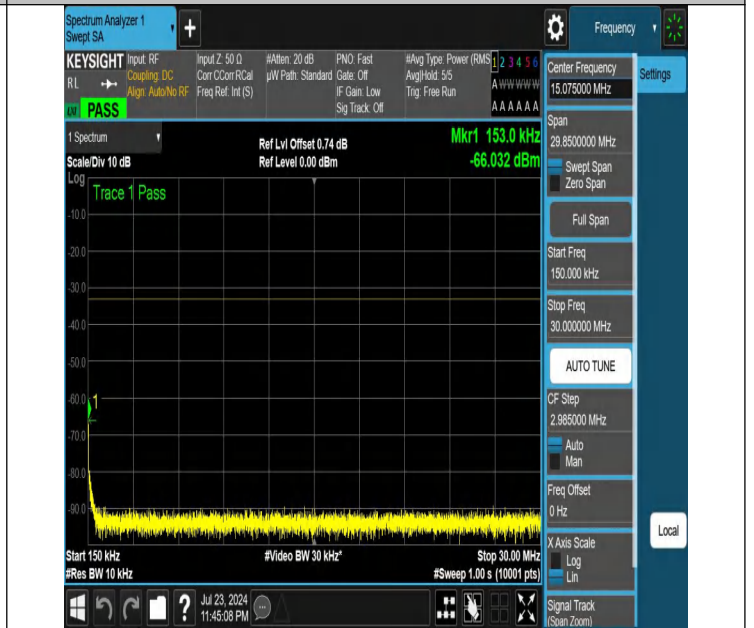 Spectrum Analyzer 1
Swept SA
+
Frequency
KEYSIGHT
RL
PASS
Input: RF
Coupling: DC
Align: Auto/No RF
Input Z: 50 Ω
Corr CCorr RCal
Freq Ref: Int (S)
#Atten: 20 dB
µW Path: Standard
PNO: Fast
Gate: Off
IF Gain: Low
Sig Track: Off
#Avg Type: Power (RMS
Avg|Hold: 5/5
Trig: Free Run
1 2 3 4 5 6
A W W W W W
A A A A A A
Center Frequency
15.075000 MHz
Settings
1 Spectrum
Scale/Div 10 dB
Ref Lvl Offset 0.74 dB
Ref Level 0.00 dBm
Mkr1 153.0 kHz
-66.032 dBm
Span
29.8500000 MHz
Swept Span
Zero Span
Full Span
Start Freq
150.000 kHz
Stop Freq
30.000000 MHz
AUTO TUNE
CF Step
2.985000 MHz
Auto
Man
Freq Offset
0 Hz
X Axis Scale
Log
Lin
Signal Track
(Span Zoom)
Local
Log
Trace 1 Pass
-10.0
-20.0
-30.0
-40.0
-50.0
-60.0
1
-70.0
-80.0
-90.0
Start 150 kHz
#Res BW 10 kHz
#Video BW 30 kHz*
Stop 30.00 MHz
#Sweep 1.00 s (10001 pts)
?
Jul 23, 2024
11:45:08 PM